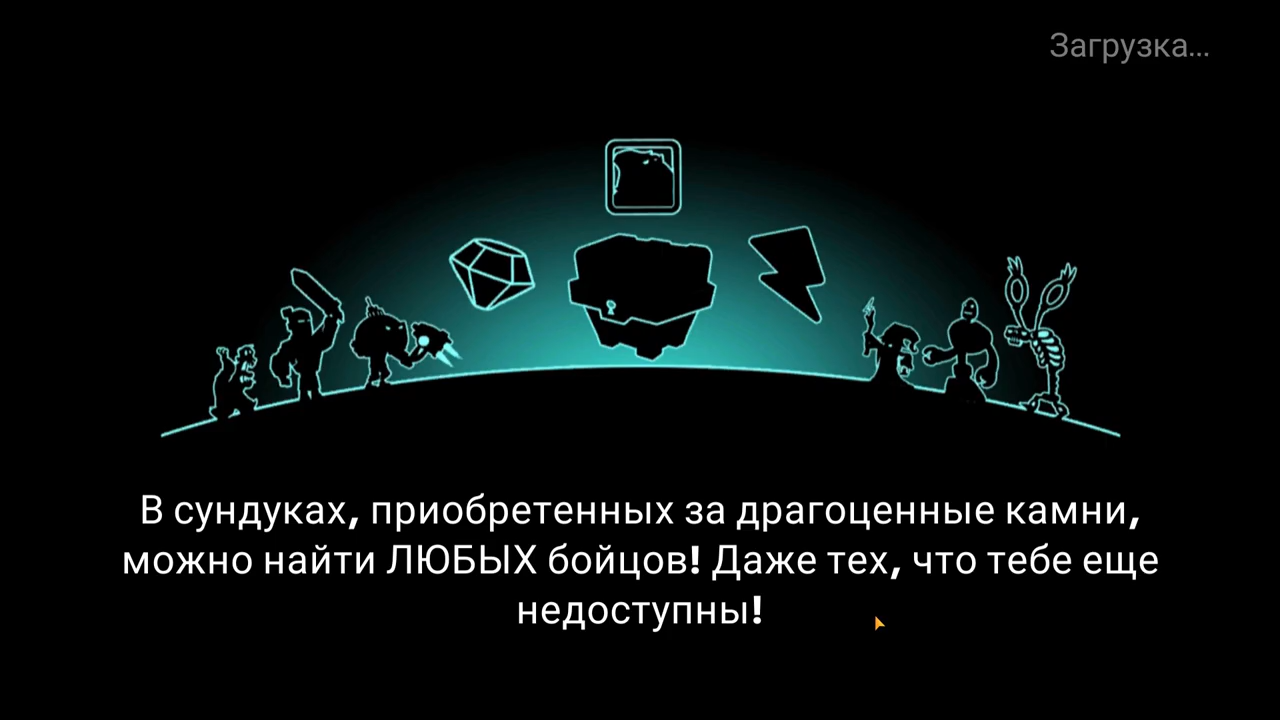 Загрузка...
В сундуках, приобретенных за драгоценные камни,
можно найти ЛЮБЫХ бойцов! Даже тех, что тебе еще
недоступны!